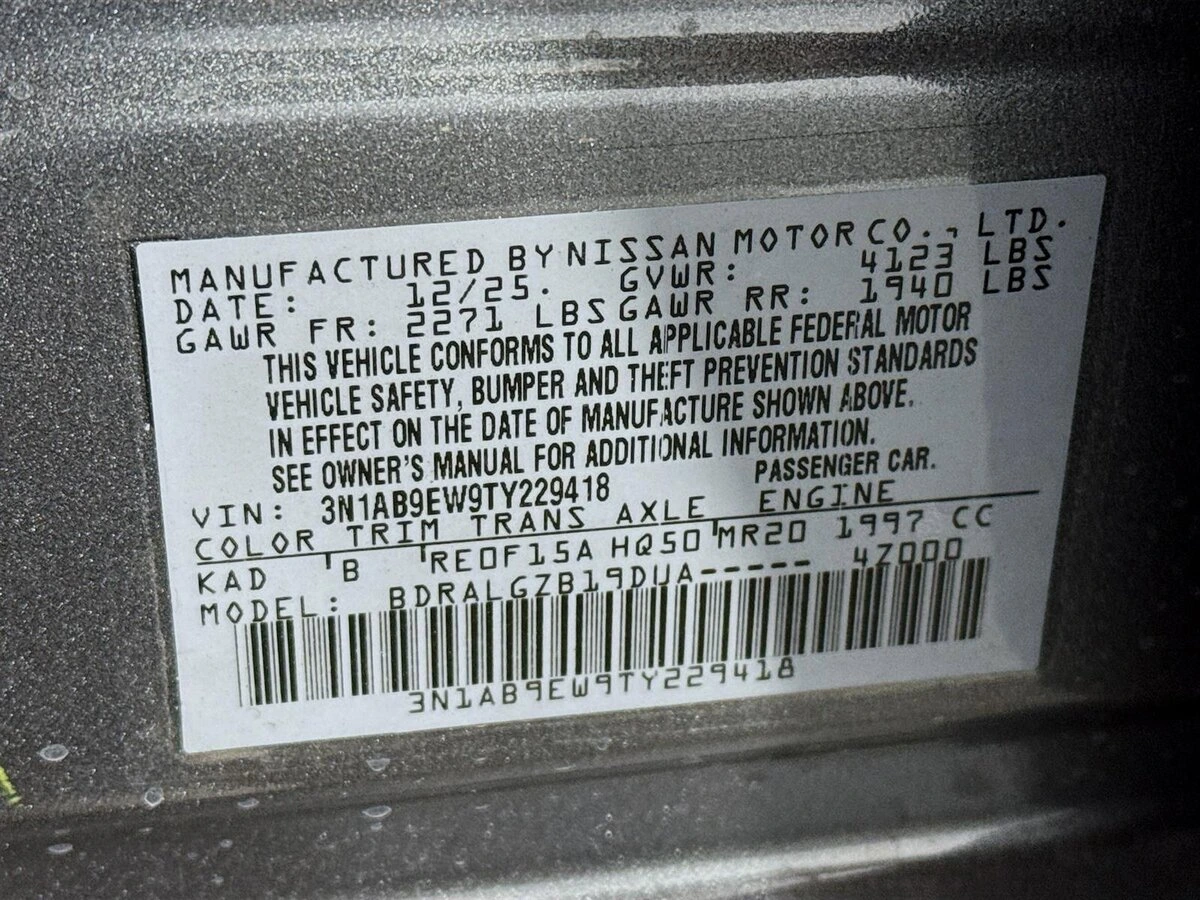 MANUFACTURED BY NISSAN MOTOR CO., LTD.
DATE: 12/25. GVWR: 4123 LBS
GAWR FR: 2271 LBS GAWR RR: 1940 LBS
THIS VEHICLE CONFORMS TO ALL APPLICABLE FEDERAL MOTOR
VEHICLE SAFETY, BUMPER AND THEFT PREVENTION STANDARDS
IN EFFECT ON THE DATE OF MANUFACTURE SHOWN ABOVE.
SEE OWNER'S MANUAL FOR ADDITIONAL INFORMATION.
VIN: 3N1AB9EW9TY229418 PASSENGER CAR.
COLOR TRIM TRANS AXLE ENGINE
KAD B RE0F15A HQ50 MR20 1997 CC
MODEL: BDRALGZB19DUA----- 4Z000
3N1AB9EW9TY229418